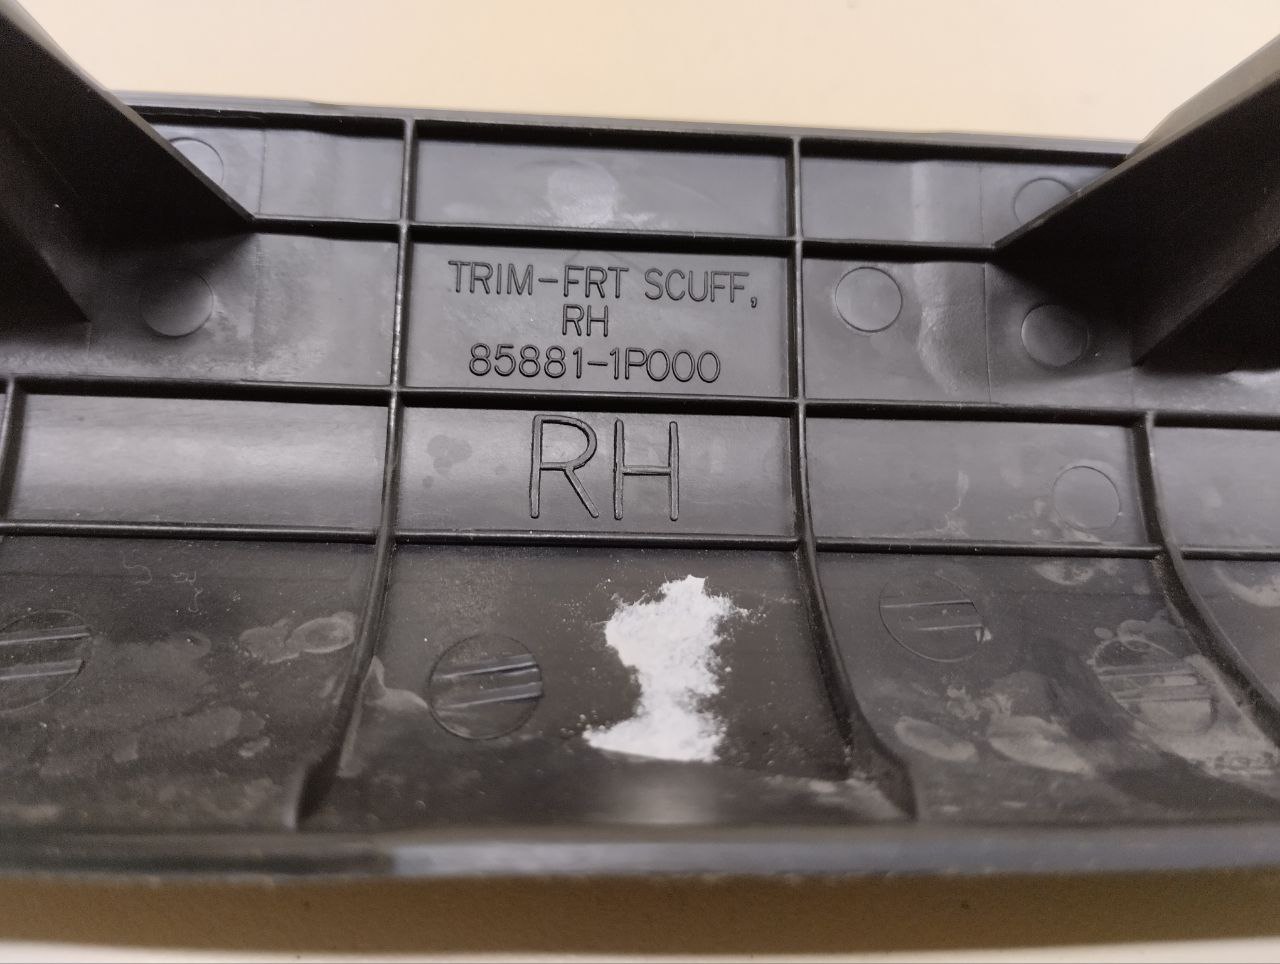 TRIM-FRT SCUFF,
RH
85881-1P000
RH